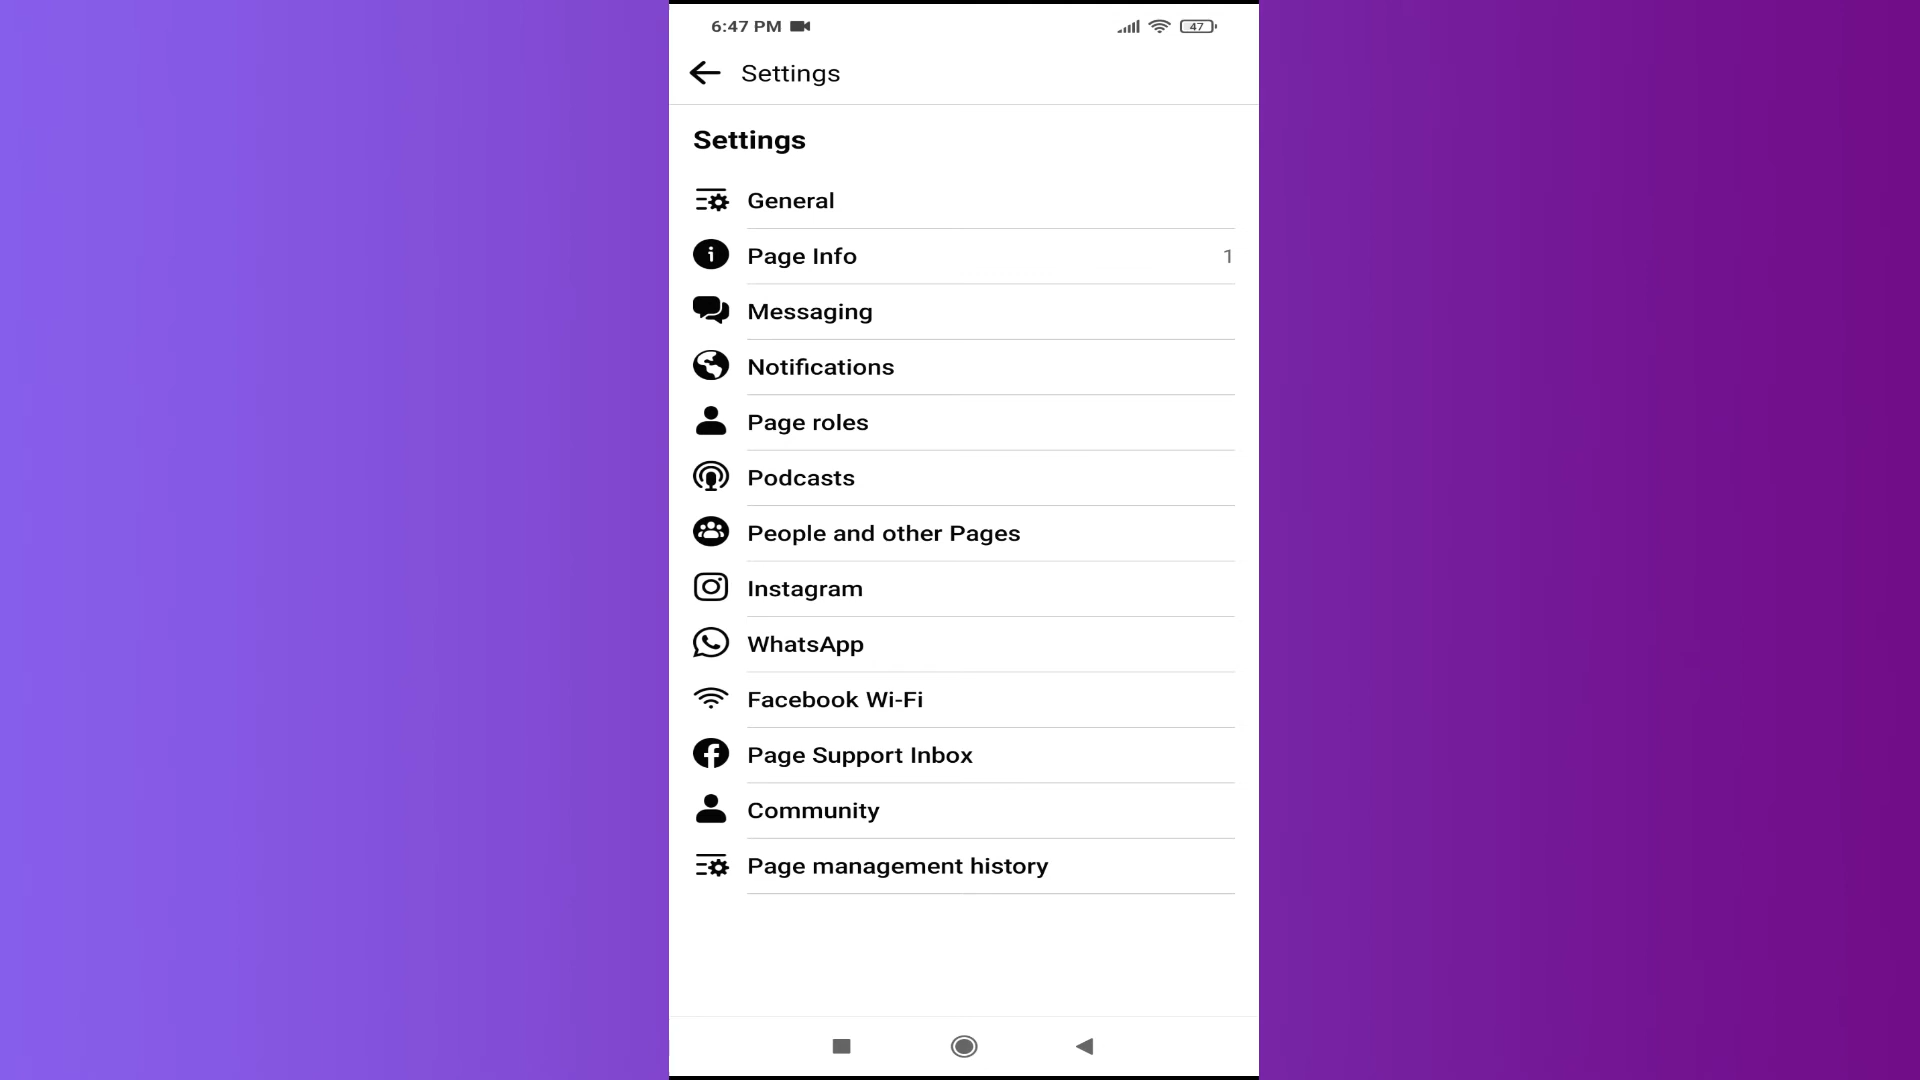 6:47 PM
47
Settings
Settings
General
Page Info 1
Messaging
Notifications
Page roles
Podcasts
People and other Pages
Instagram
WhatsApp
Facebook Wi-Fi
Page Support Inbox
Community
Page management history